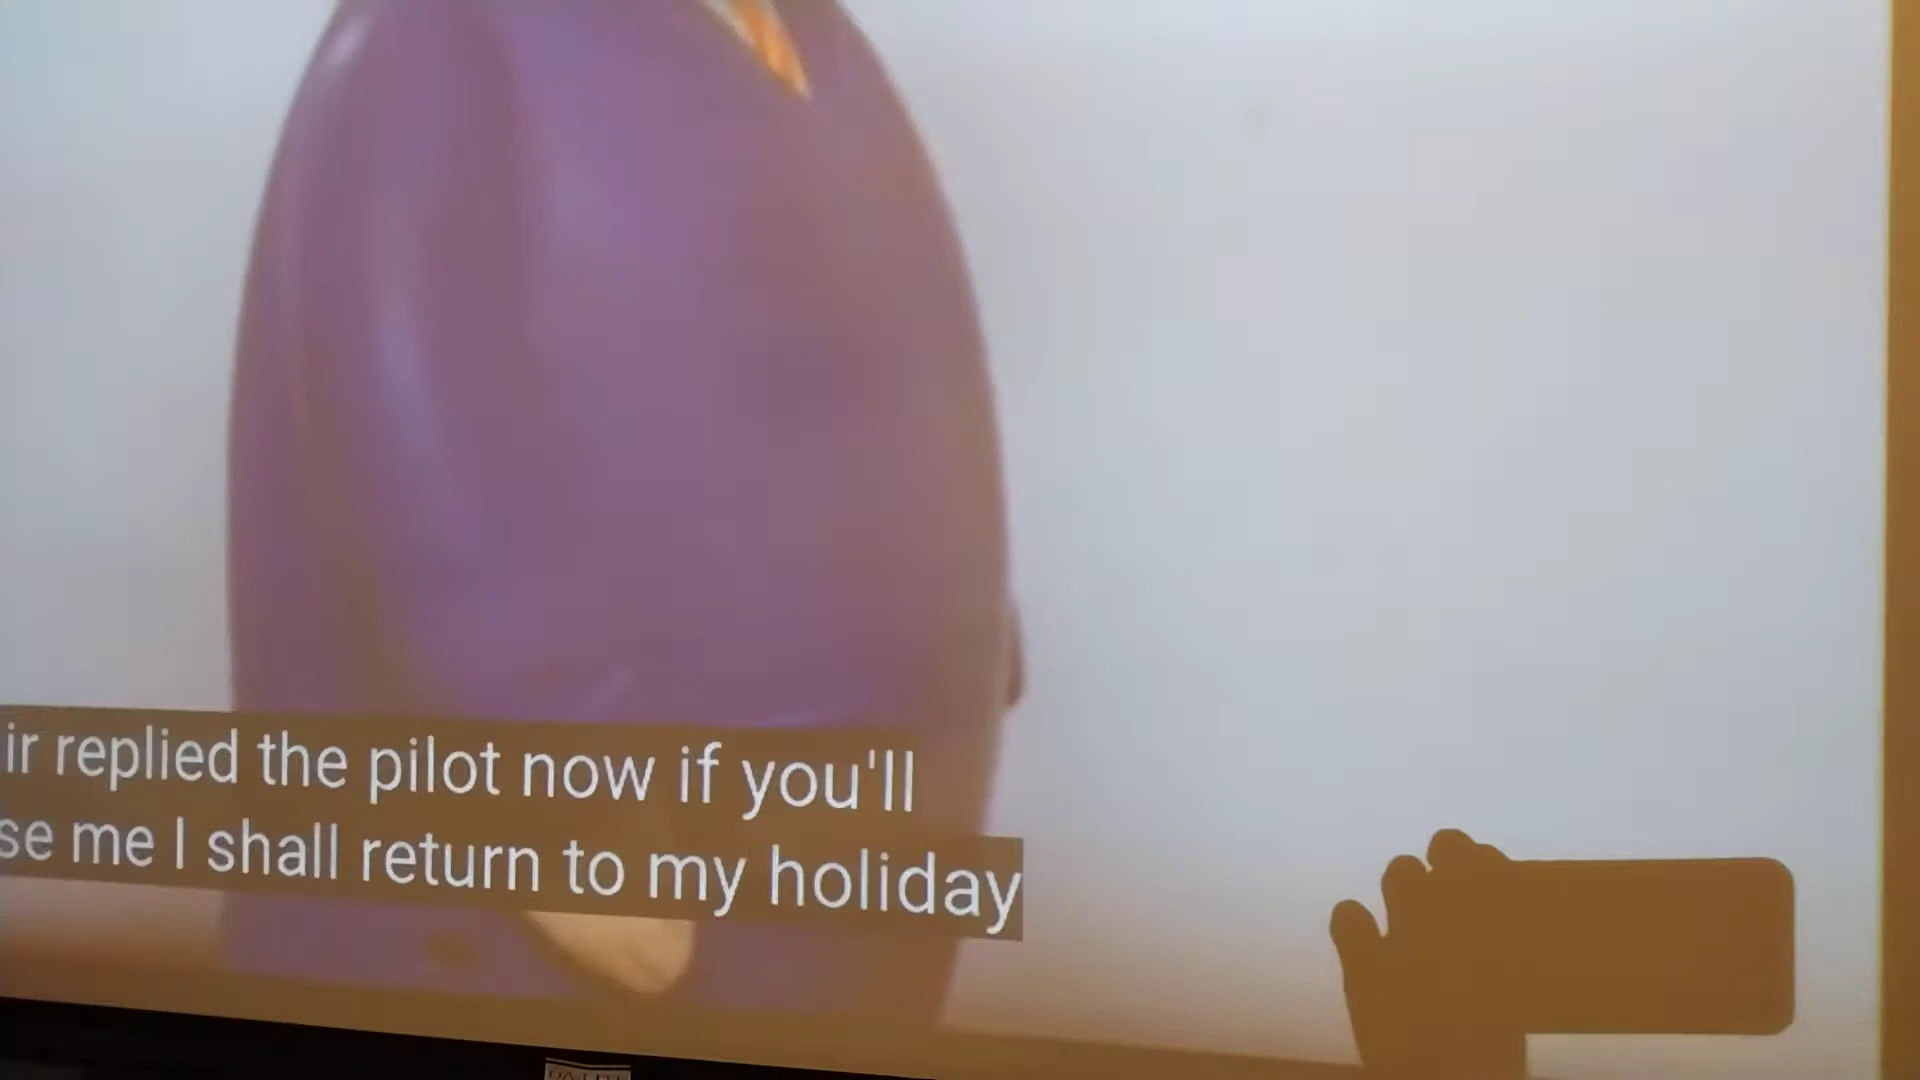 ir replied the pilot now if you'll
se me I shall return to my holiday